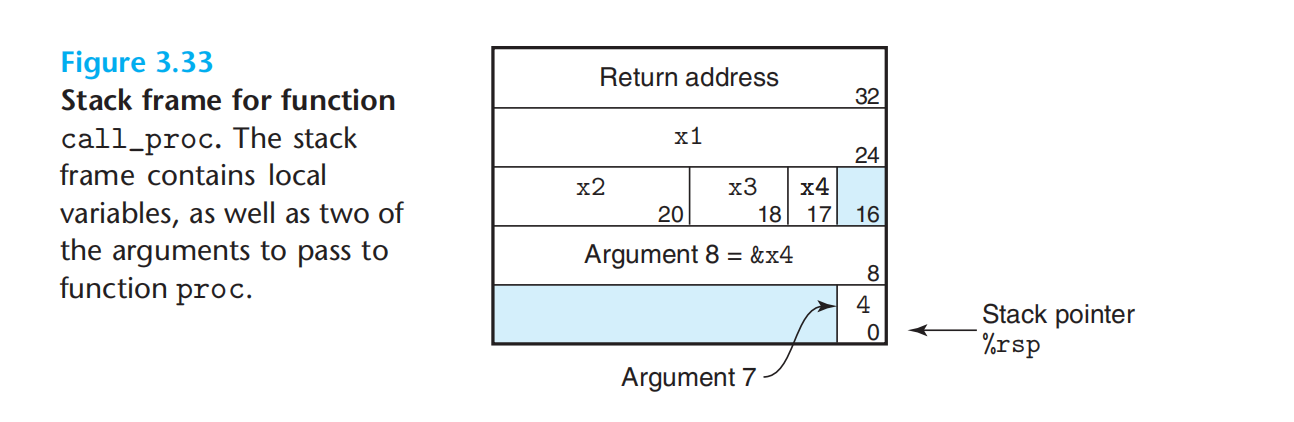 Figure 3.33
Stack frame for function
call_proc. The stack
frame contains local
variables, as well as two of
the arguments to pass to
function proc.
Return address
32
x1
24
x2
20
x3
18
x4
17
16
Argument 8 = &x4
8
4
0
Argument 7
Stack pointer
%rsp